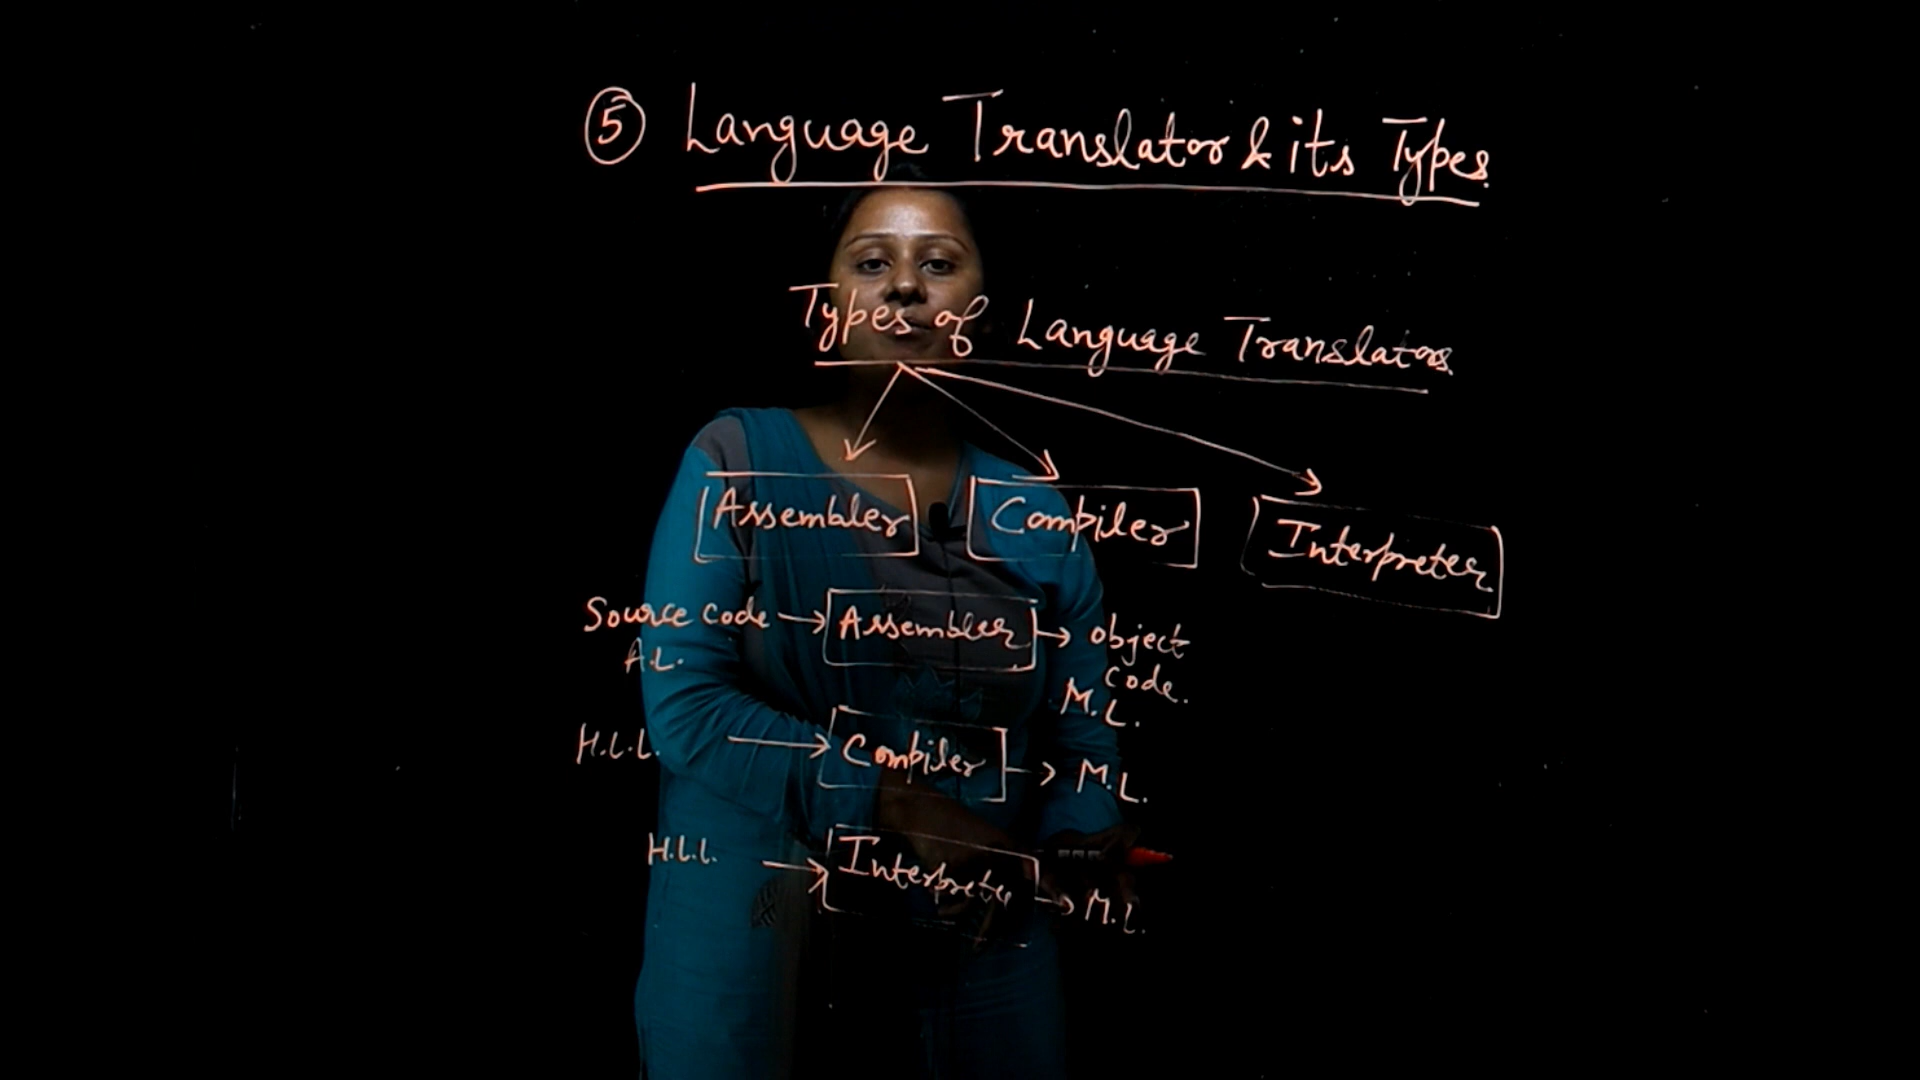 5 Language Translator & its Types.
Types of Language Translators.
Assembler Compiler Interpreter
Source Code → Assembler → Object
A.L. Code.
M.L.
H.L.L. → Compiler → M.L.
H.L.L. → Interpreter → M.L.